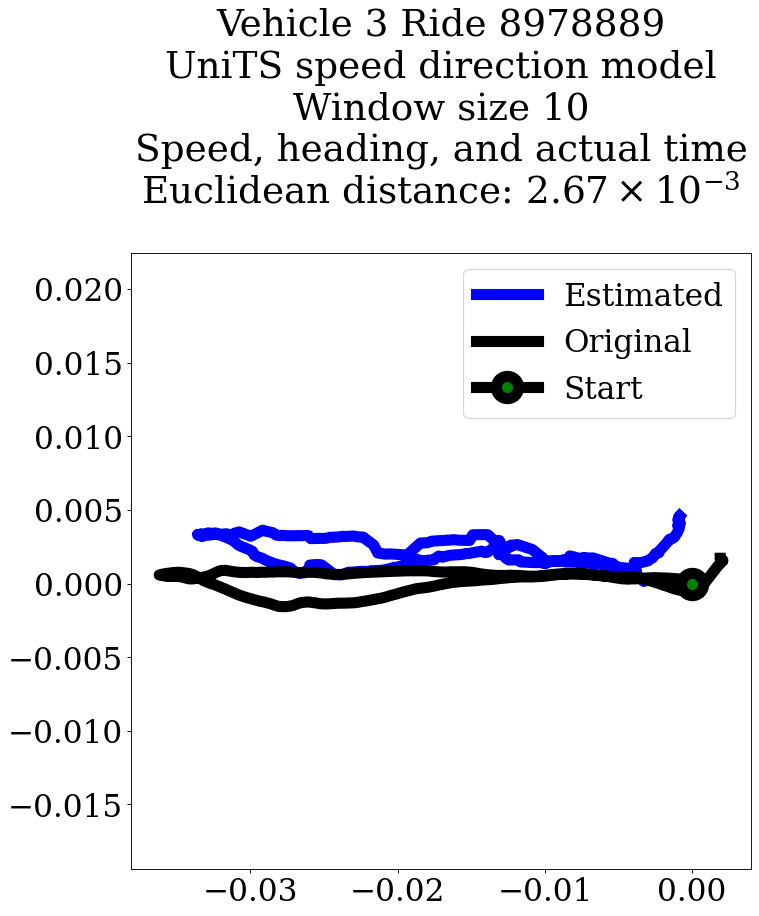 Vehicle 3 Ride 8978889
UniTS speed direction model
Window size 10
Speed, heading, and actual time
Euclidean distance: 2.67 × 10⁻³
Estimated
Original
Start
0.020
0.015
0.010
0.005
0.000
−0.005
−0.010
−0.015
−0.03 −0.02 −0.01 0.00